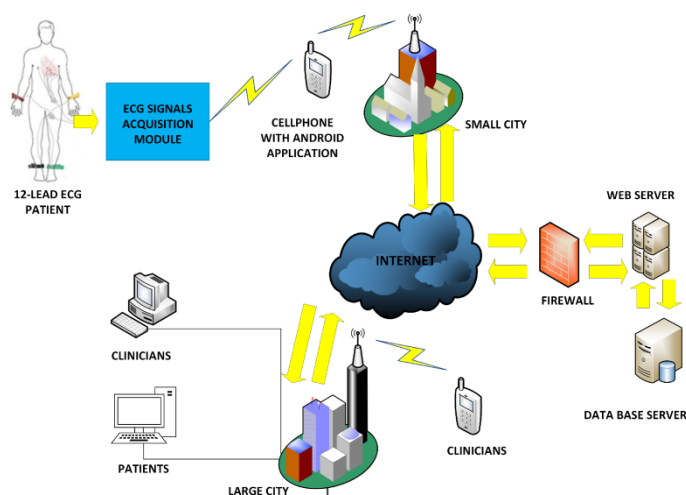 ECG SIGNALS
ACQUISITION
MODULE
CELLPHONE
WITH ANDROID
APPLICATION
SMALL CITY
12-LEAD ECG
PATIENT
WEB SERVER
INTERNET
FIREWALL
CLINICIANS
DATA BASE SERVER
CLINICIANS
PATIENTS
LARGE CITY